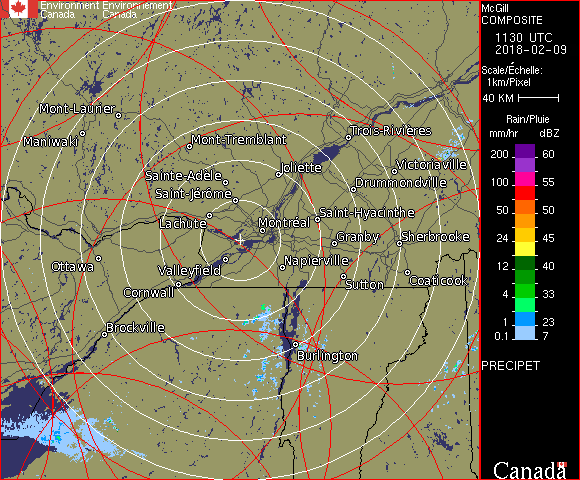 Environment Environnement
Canada Canada
McGill
COMPOSITE
1130 UTC
2018-02-09
Scale/Échelle:
1km/Pixel
40 KM
Rain/Pluie
mm/hr dBZ
200 60
100 55
50 50
24 45
12 40
4 33
1 23
0.1 7
PRECIPET
Canada
Mont-Laurier
Maniwaki
Mont-Tremblant
Trois-Rivières
Sainte-Adèle
Joliette
Victoriaville
Saint-Jérôme
Drummondville
Lachute
Montréal
Saint-Hyacinthe
Granby
Sherbrooke
Ottawa
Valleyfield
Napierville
Cornwall
Sutton
Coaticook
Brockville
Burlington